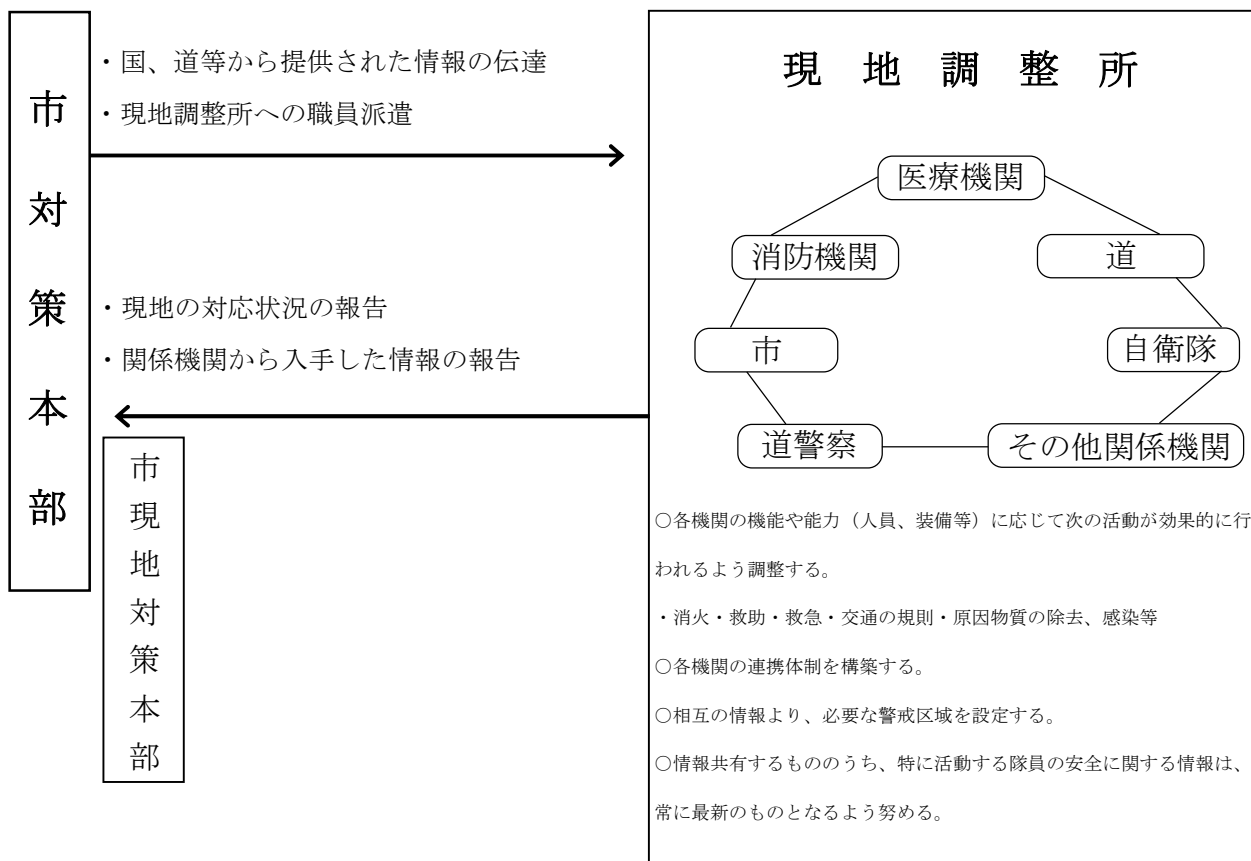 市対策本部
・国、道等から提供された情報の伝達
・現地調整所への職員派遣
・現地の対応状況の報告
・関係機関から入手した情報の報告
市現地対策本部
現地調整所
医療機関
消防機関
道
市
自衛隊
道警察
その他関係機関
○各機関の機能や能力（人員、装備等）に応じて次の活動が効果的に行
われるよう調整する。
・消火・救助・救急・交通の規則・原因物質の除去、感染等
○各機関の連携体制を構築する。
○相互の情報より、必要な警戒区域を設定する。
○情報共有するもののうち、特に活動する隊員の安全に関する情報は、
常に最新のものとなるよう努める。